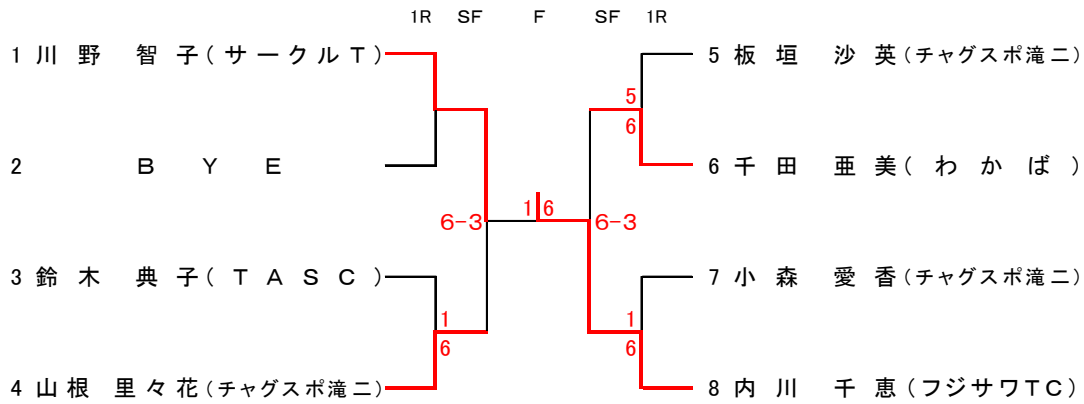 1R SF F SF 1R
1 川 野 智 子(サークルT) 5 板 垣 沙 英(チャグスポ滝二)
5
6
2 B Y E 6 千 田 亜 美(わ か ば)
6-3 1 6 6-3
3 鈴 木 典 子(T A S C) 7 小 森 愛 香(チャグスポ滝二)
1 1
6 6
4 山 根 里 々 花(チャグスポ滝二) 8 内 川 千 恵(フジサワTC)